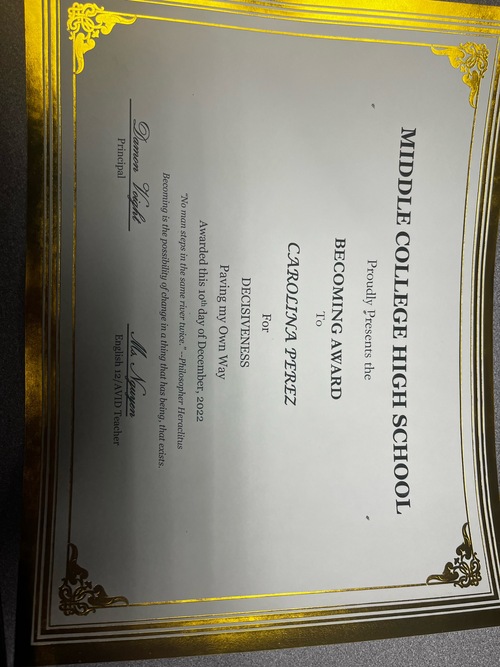 MIDDLE COLLEGE HIGH SCHOOL
Proudly Presents the
BECOMING AWARD
To
CAROLINA PEREZ
For
DECISIVENESS
Paving my Own Way
Awarded this 10th day of December, 2022
"No man steps in the same river twice." –Philosopher Heraclitus
Becoming is the possibility of change in a thing that has being, that exists.
Damon Voight
Principal
Ms. Nguyen
English 12/AVID Teacher